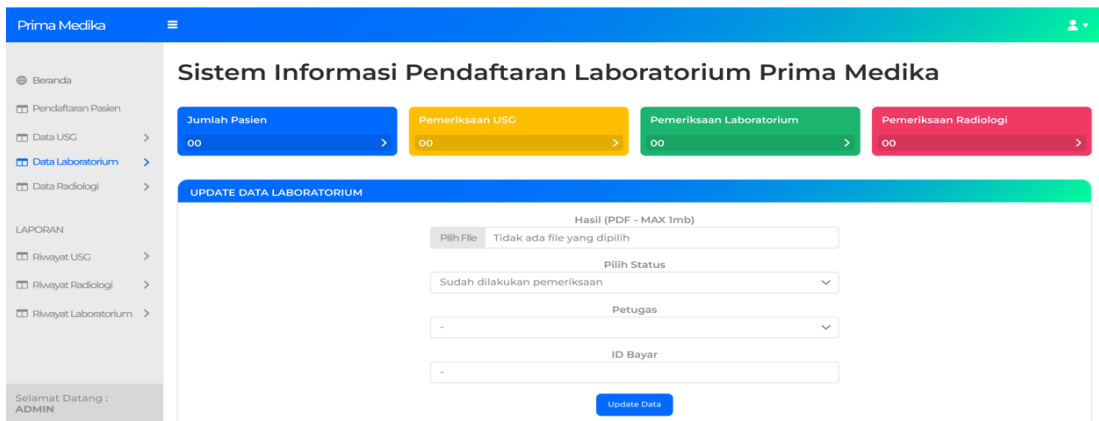 Prima Medika
Beranda
Pendaftaran Pasien
Data USG
Data Laboratorium
Data Radiologi
LAPORAN
Riwayat USG
Riwayat Radiologi
Riwayat Laboratorium
Selamat Datang :
ADMIN
Sistem Informasi Pendaftaran Laboratorium Prima Medika
Jumlah Pasien
00
Pemeriksaan USG
00
Pemeriksaan Laboratorium
00
Pemeriksaan Radiologi
00
UPDATE DATA LABORATORIUM
Hasil (PDF - MAX 1mb)
Pilih File Tidak ada file yang dipilih
Pilih Status
Sudah dilakukan pemeriksaan
Petugas
-
ID Bayar
-
Update Data